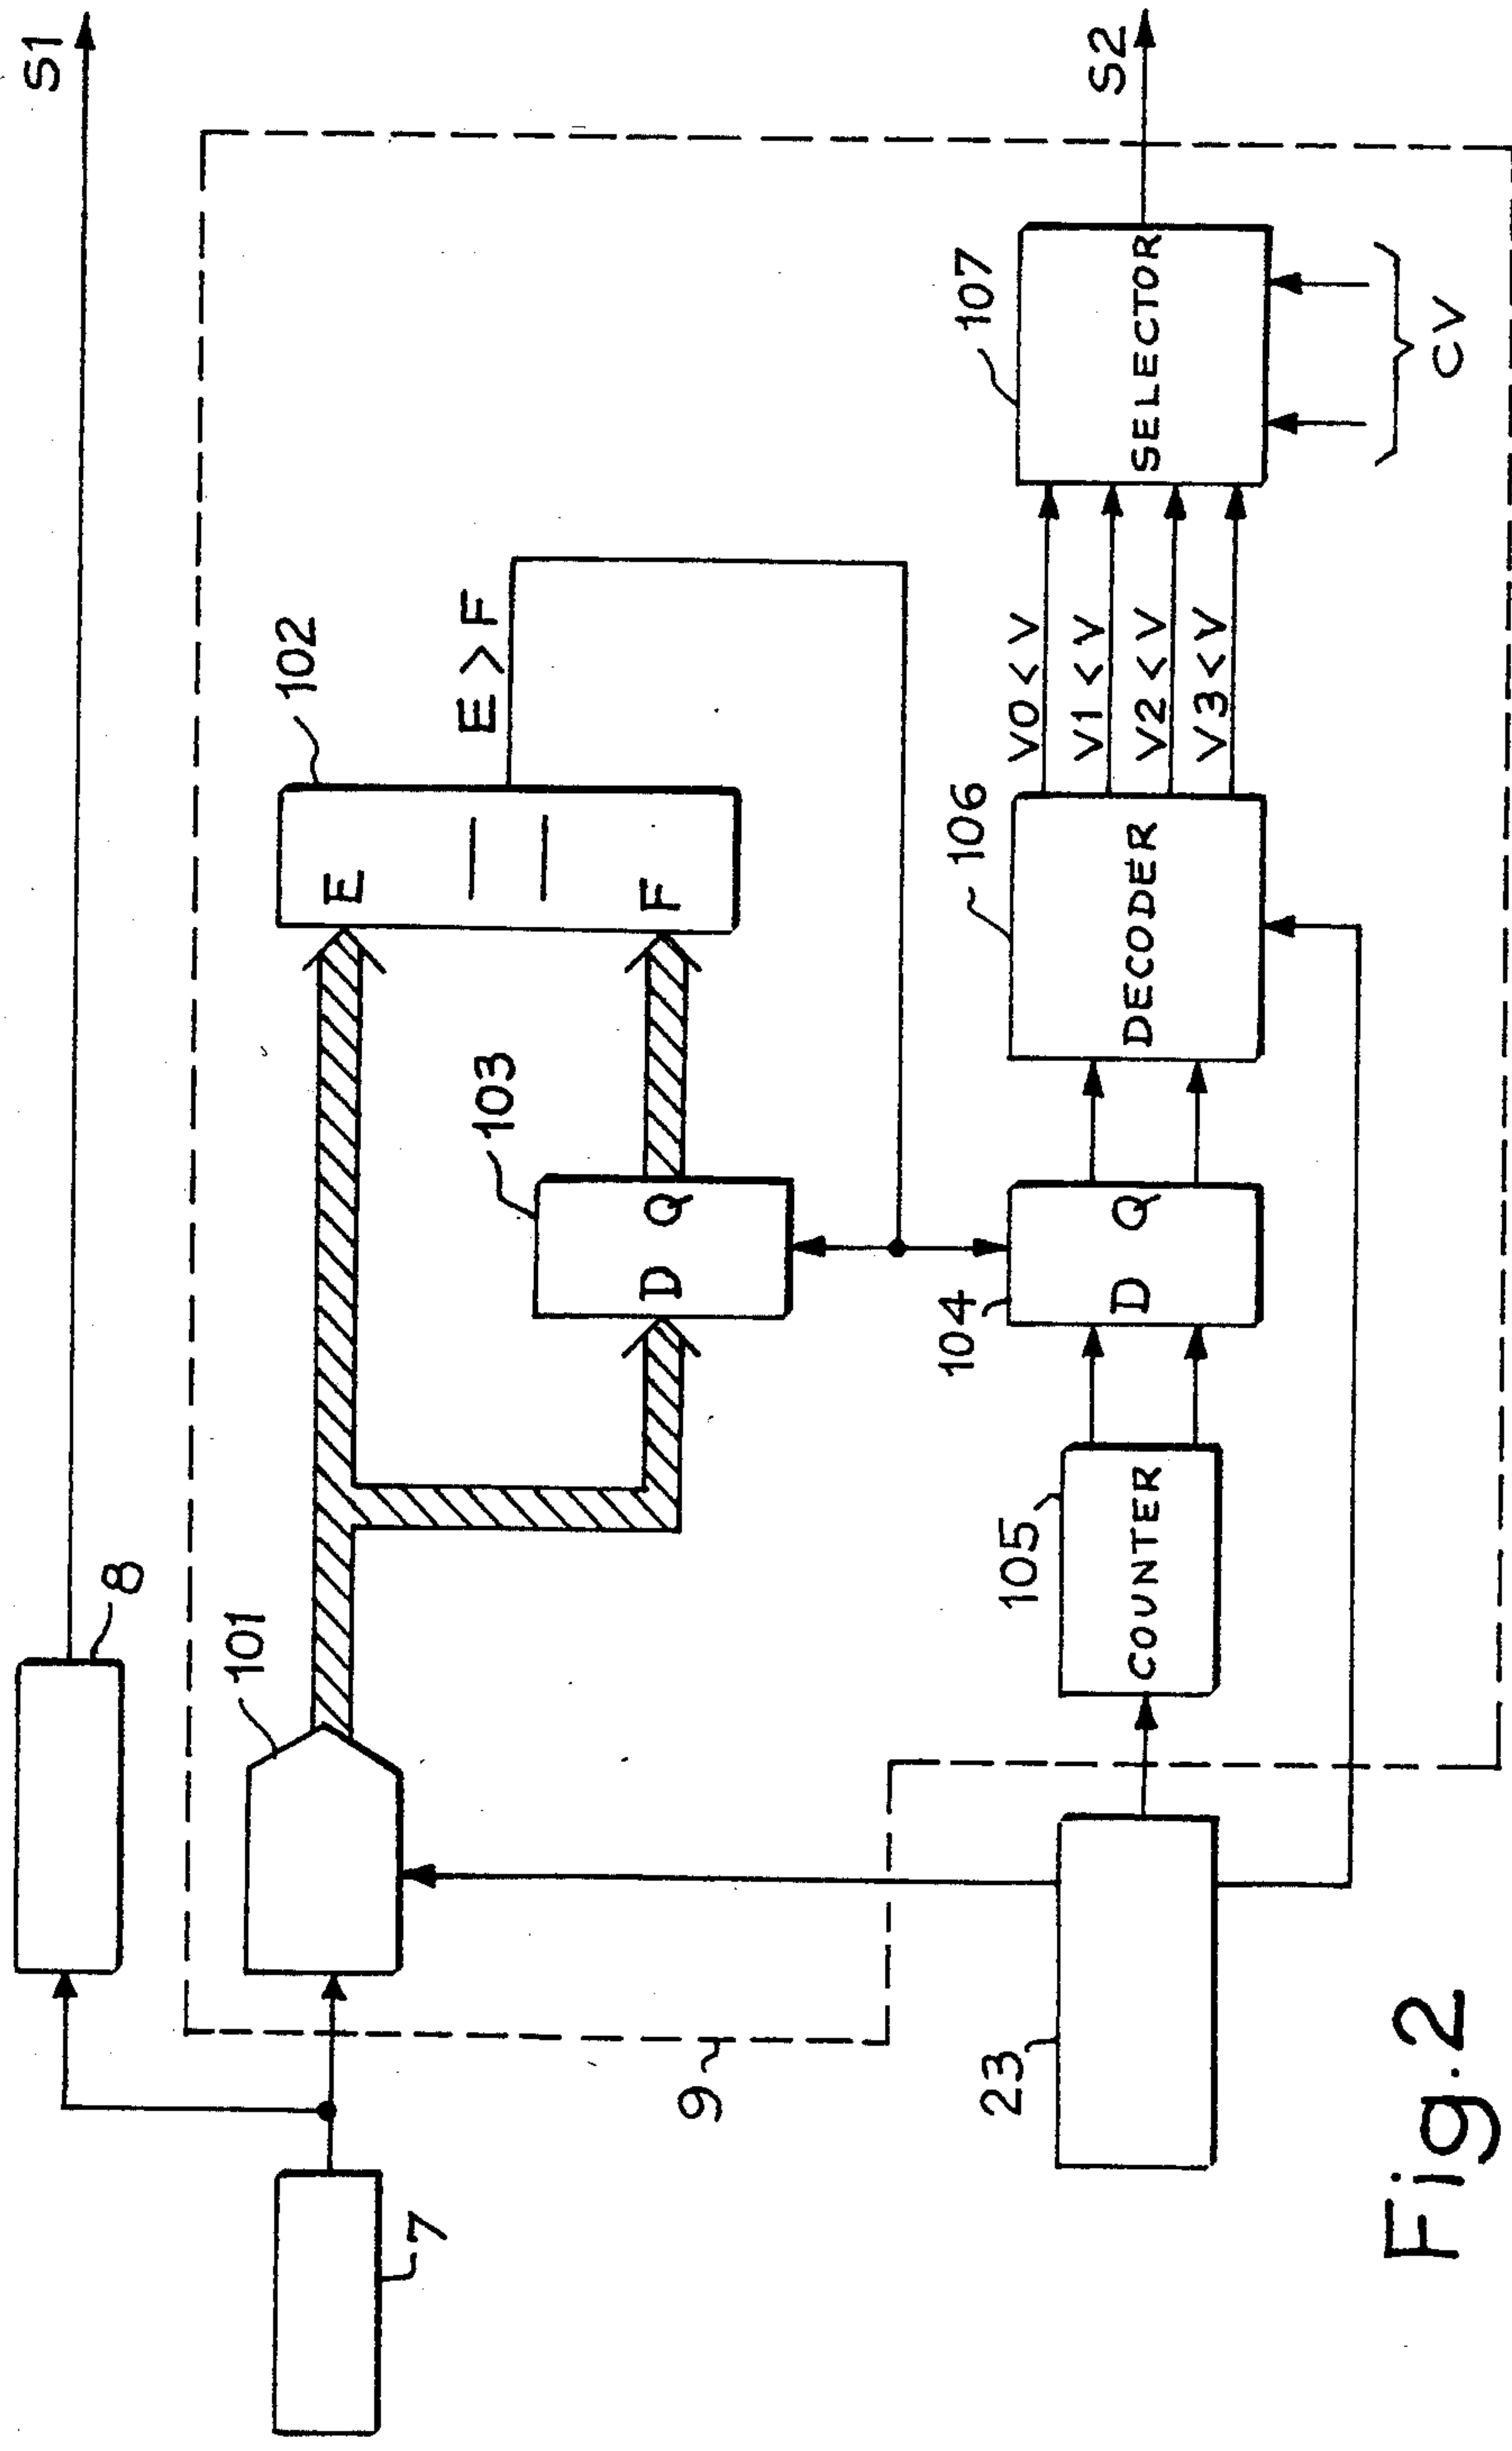 S1
8
101
102
E
F
E > F
103
D Q
7
9
104
D Q
105
COUNTER
106
DECODER
V0 < V
V1 < V
V2 < V
V3 < V
107
SELECTOR
S2
CV
23
Fig.2